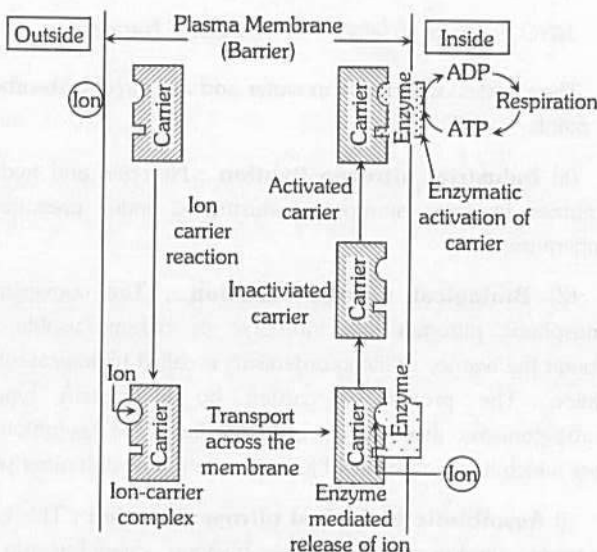 Outside
Plasma Membrane
(Barrier)
Inside
Ion
Carrier
Carrier
Enzyme
ADP
Respiration
ATP
Ion
carrier
reaction
Activated
carrier
Enzymatic
activation of
carrier
Inactiviated
carrier
Carrier
Ion
Carrier
Transport
across the
membrane
Carrier
Enzyme
Ion
Ion-carrier
complex
Enzyme
mediated
release of ion